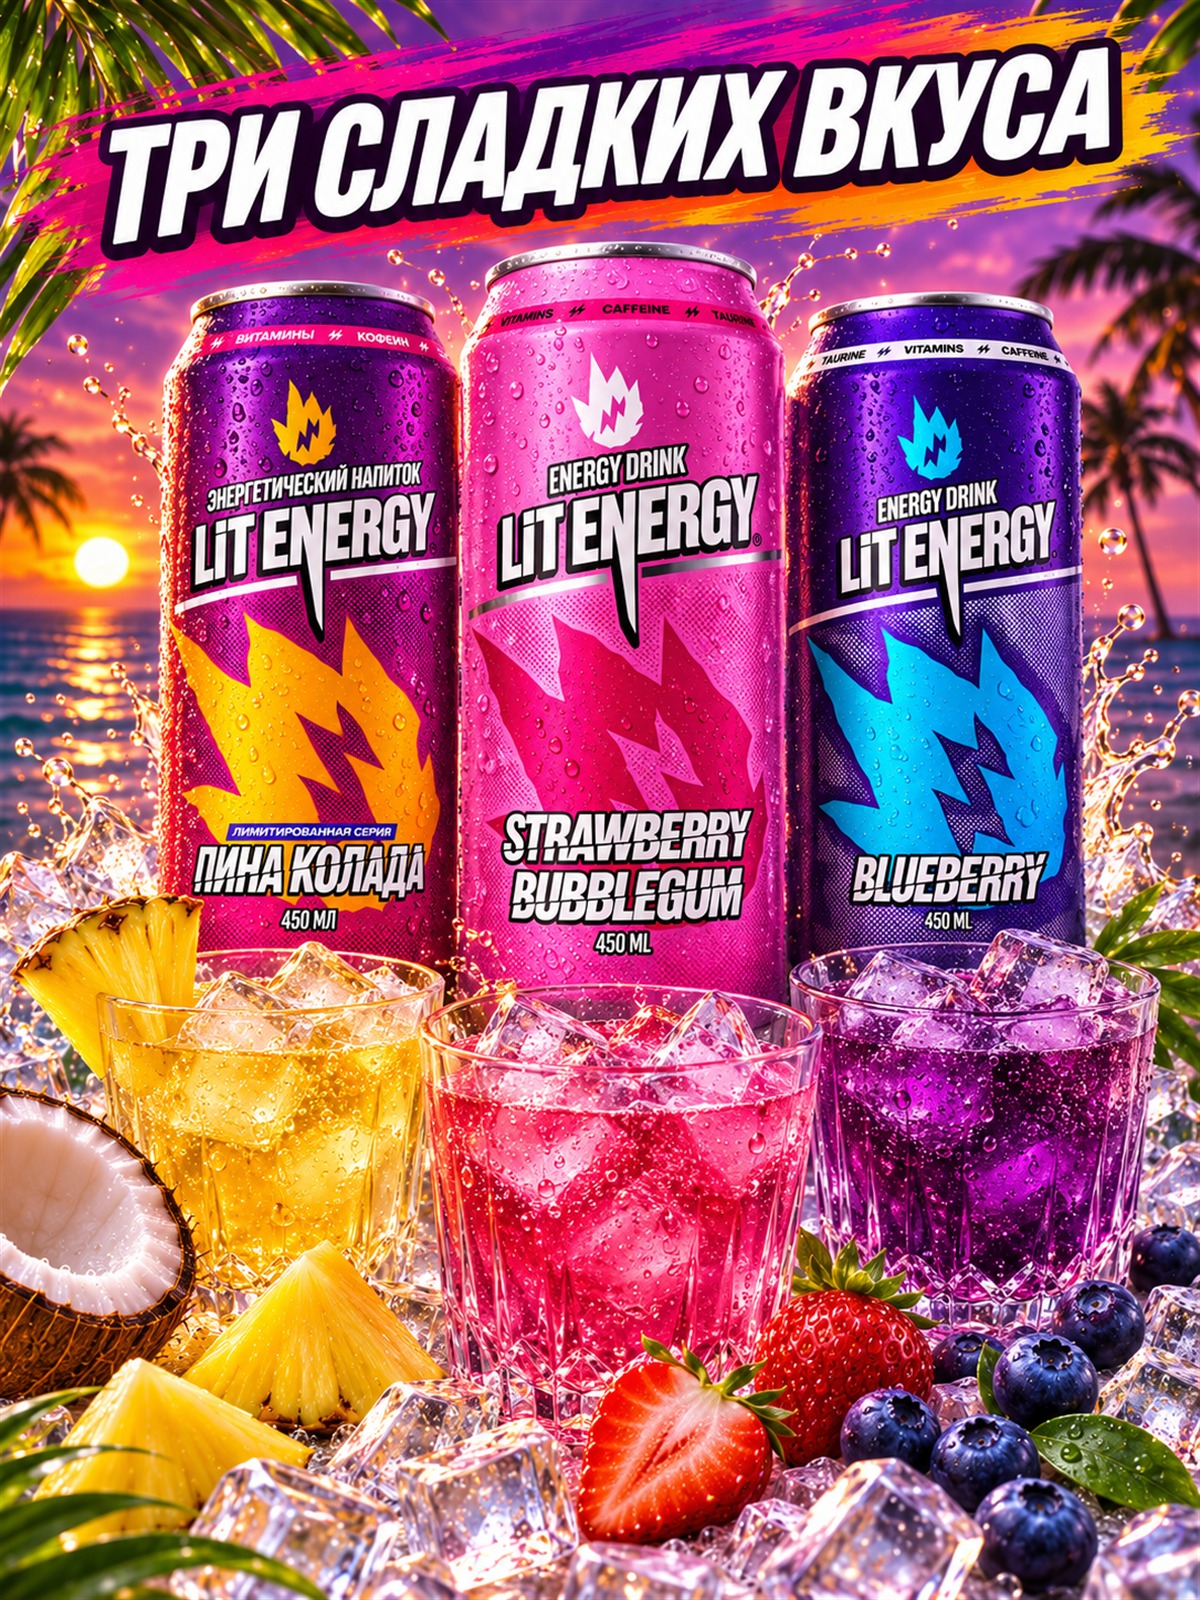 ТРИ СЛАДКИХ ВКУСА
ВИТАМИНЫ КОФЕИН
ЭНЕРГЕТИЧЕСКИЙ НАПИТОК
LiT ENERGY
ЛИМИТИРОВАННАЯ СЕРИЯ
ПИНА КОЛАДА
450 МЛ
VITAMINS CAFFEINE TAURINE
ENERGY DRINK
LiT ENERGY®
STRAWBERRY
BUBBLEGUM
450 ML
TAURINE VITAMINS CAFFEINE
ENERGY DRINK
LiT ENERGY
BLUEBERRY
450 ML